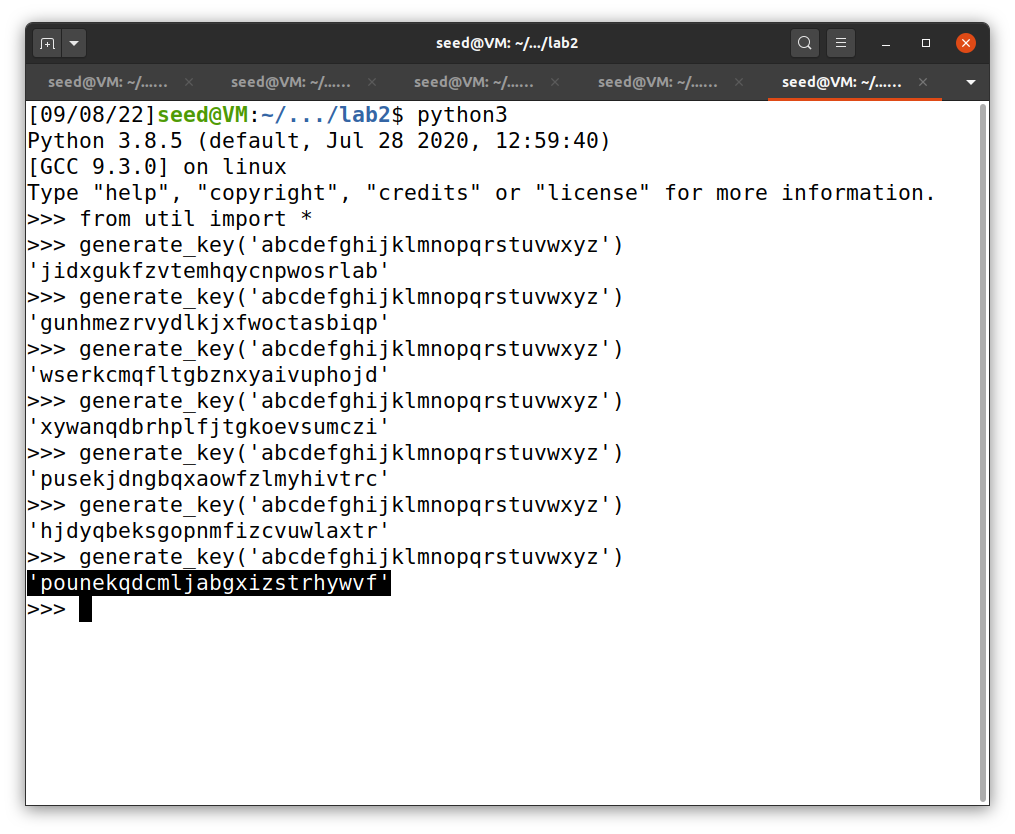 seed@VM: ~/.../lab2
seed@VM: ~/...... × seed@VM: ~/...... × seed@VM: ~/...... × seed@VM: ~/...... × seed@VM: ~/...... ×
[09/08/22]seed@VM:~/.../lab2$ python3
Python 3.8.5 (default, Jul 28 2020, 12:59:40)
[GCC 9.3.0] on linux
Type "help", "copyright", "credits" or "license" for more information.
>>> from util import *
>>> generate_key('abcdefghijklmnopqrstuvwxyz')
'jidxgukfzvtemhqycnpwosrlab'
>>> generate_key('abcdefghijklmnopqrstuvwxyz')
'gunhmezrvydlkjxfwoctasbiqp'
>>> generate_key('abcdefghijklmnopqrstuvwxyz')
'wserkcmqfltgbznxyaivuphojd'
>>> generate_key('abcdefghijklmnopqrstuvwxyz')
'xywanqdbrhplfjtgkoevsumczi'
>>> generate_key('abcdefghijklmnopqrstuvwxyz')
'pusekjdngbqxaowfzlmyhivtrc'
>>> generate_key('abcdefghijklmnopqrstuvwxyz')
'hjdyqbeksgopnmfizcvuwlaxtr'
>>> generate_key('abcdefghijklmnopqrstuvwxyz')
'pounekqdcmljabgxizstrhywvf'
>>>